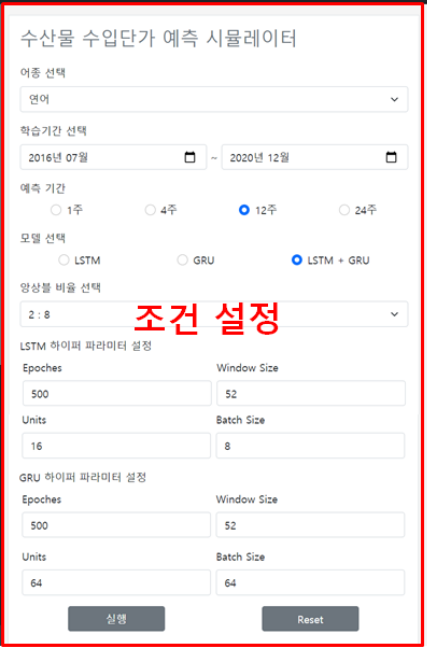 수산물 수입단가 예측 시뮬레이터
어종 선택
연어
학습기간 선택
2016년 07월 ~ 2020년 12월
예측 기간
1주 4주 12주 24주
모델 선택
LSTM GRU LSTM + GRU
앙상블 비율 선택
2 : 8
조건 설정
LSTM 하이퍼 파라미터 설정
Epoches Window Size
500 52
Units Batch Size
16 8
GRU 하이퍼 파라미터 설정
Epoches Window Size
500 52
Units Batch Size
64 64
실행 Reset